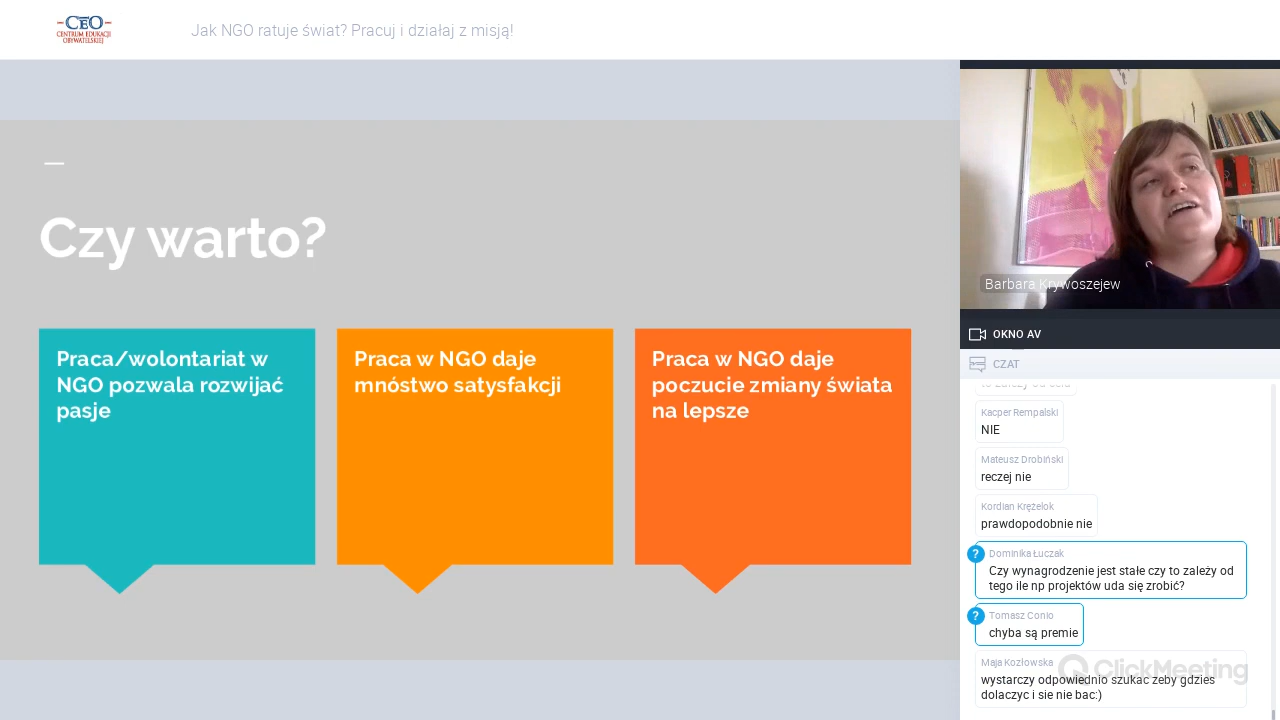 CEO
CENTRUM EDUKACJI
OBYWATELSKIEJ
Jak NGO ratuje świat? Pracuj i działaj z misją!
Czy warto?
Praca/wolontariat w
NGO pozwala rozwijać
pasje
Praca w NGO daje
mnóstwo satysfakcji
Praca w NGO daje
poczucie zmiany świata
na lepsze
Barbara Krywoszejew
OKNO AV
CZAT
to zależy od celu
Kacper Rempalski
NIE
Mateusz Drobiński
reczej nie
Kordian Krężelok
prawdopodobnie nie
?
Dominika Łuczak
Czy wynagrodzenie jest stałe czy to zależy od
tego ile np projektów uda się zrobić?
?
Tomasz Conio
chyba są premie
Maja Kozłowska
wystarczy odpowiednio szukac zeby gdzies
dolaczyc i sie nie bac:)
ClickMeeting